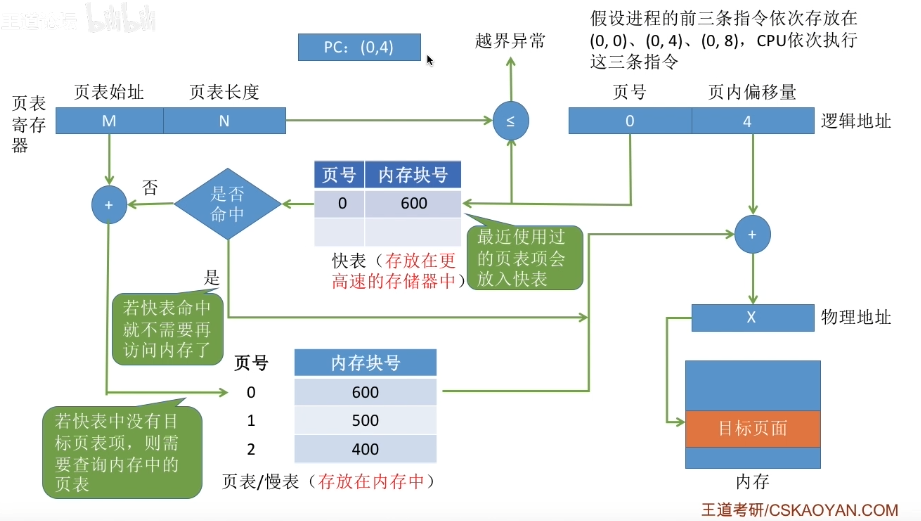 王道考研 bilibili
PC：(0,4)
越界异常
假设进程的前三条指令依次存放在
(0, 0)、(0, 4)、(0, 8)，CPU依次执行
这三条指令
页表
寄存
器
页表始址 页表长度
M N
≤
页号 页内偏移量
0 4
逻辑地址
+
否
是否
命中
页号 内存块号
0 600
最近使用过
的页表项会
放入快表
+
快表（存放在更
高速的存储器中）
是
若快表命中
就不需要再
访问内存了
X
物理地址
页号 内存块号
0 600
1 500
2 400
若快表中没有目
标页表项，则需
要查询内存中的
页表
目标页面
页表/慢表（存放在内存中）
内存
王道考研/CSKAOYAN.COM